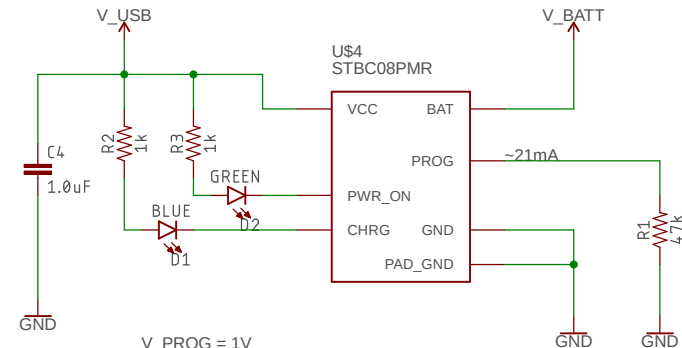 V_USB
V_BATT
U$4
STBC08PMR
VCC
BAT
R2
1k
R3
1k
C4
1.0uF
PROG
~21mA
GREEN
PWR_ON
D2
BLUE
CHRG
D1
GND
R1
47k
PAD_GND
GND
V_PROG = 1V
GND
GND